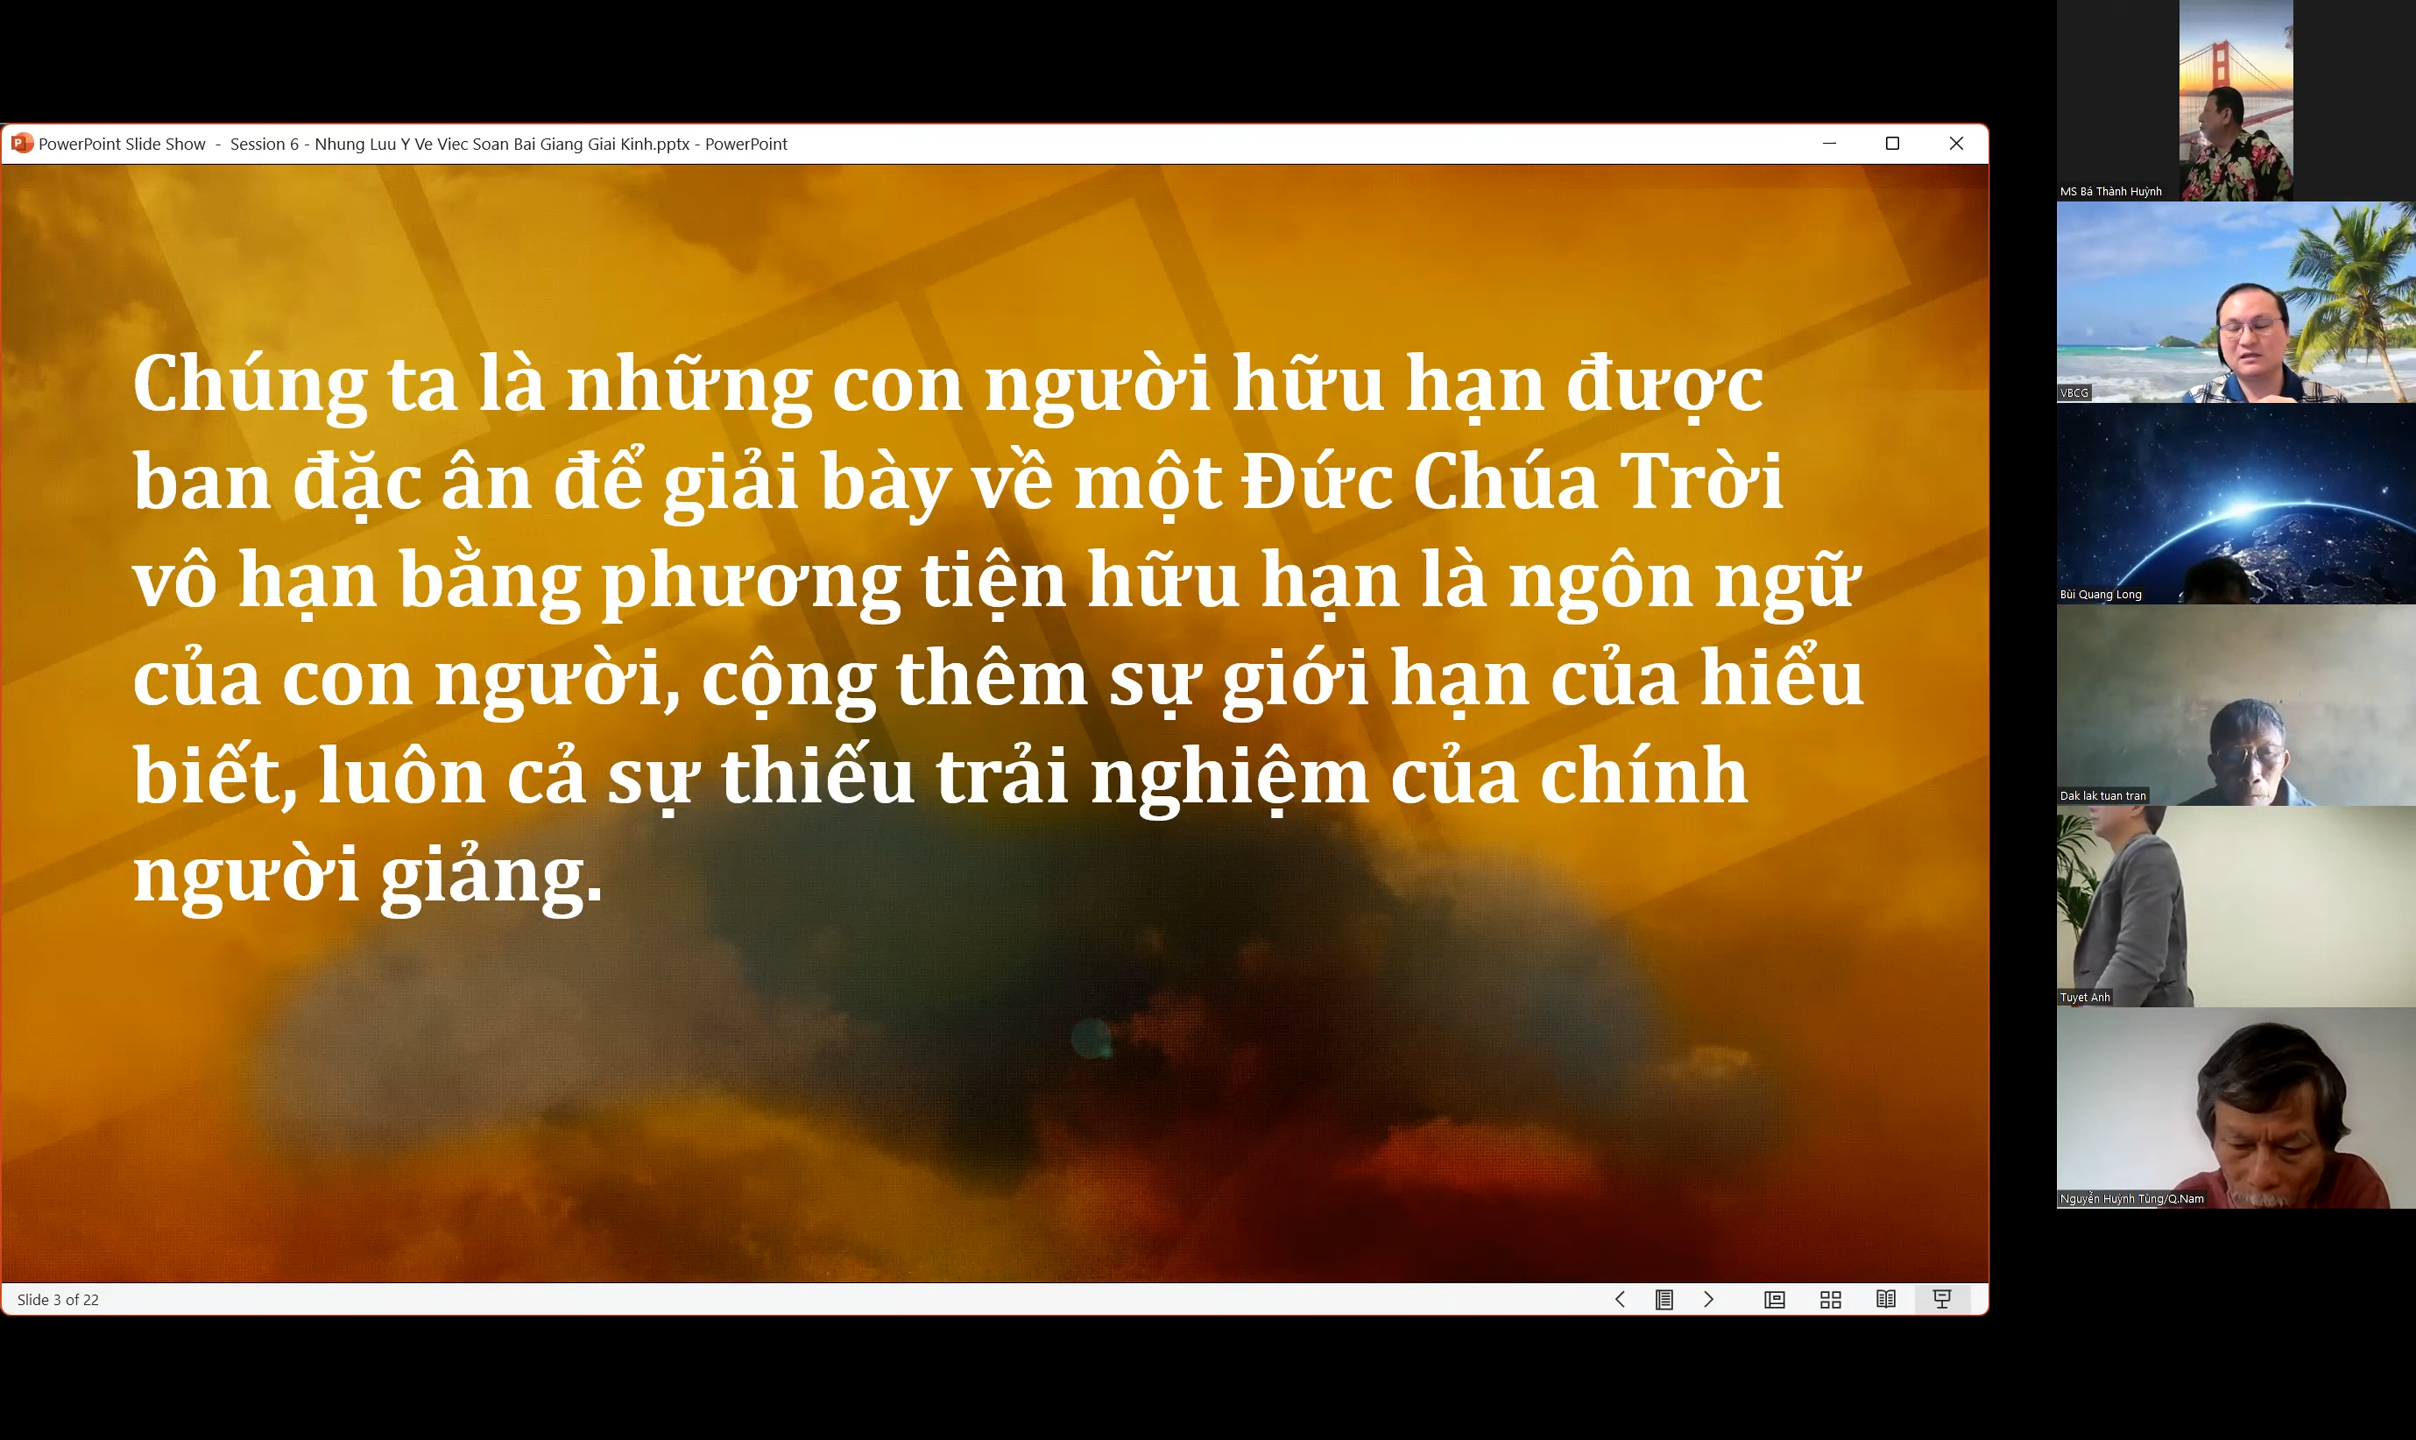 PowerPoint Slide Show - Session 6 - Nhung Luu Y Ve Viec Soan Bai Giang Giai Kinh.pptx - PowerPoint
Chúng ta là những con người hữu hạn được
ban đặc ân để giải bày về một Đức Chúa Trời
vô hạn bằng phương tiện hữu hạn là ngôn ngữ
của con người, cộng thêm sự giới hạn của hiểu
biết, luôn cả sự thiếu trải nghiệm của chính
người giảng.
Slide 3 of 22
MS Bá Thành Huỳnh
VBCG
Bùi Quang Long
Dak lak tuan tran
Tuyet Anh
Nguyễn Huỳnh Tùng/Q.Nam